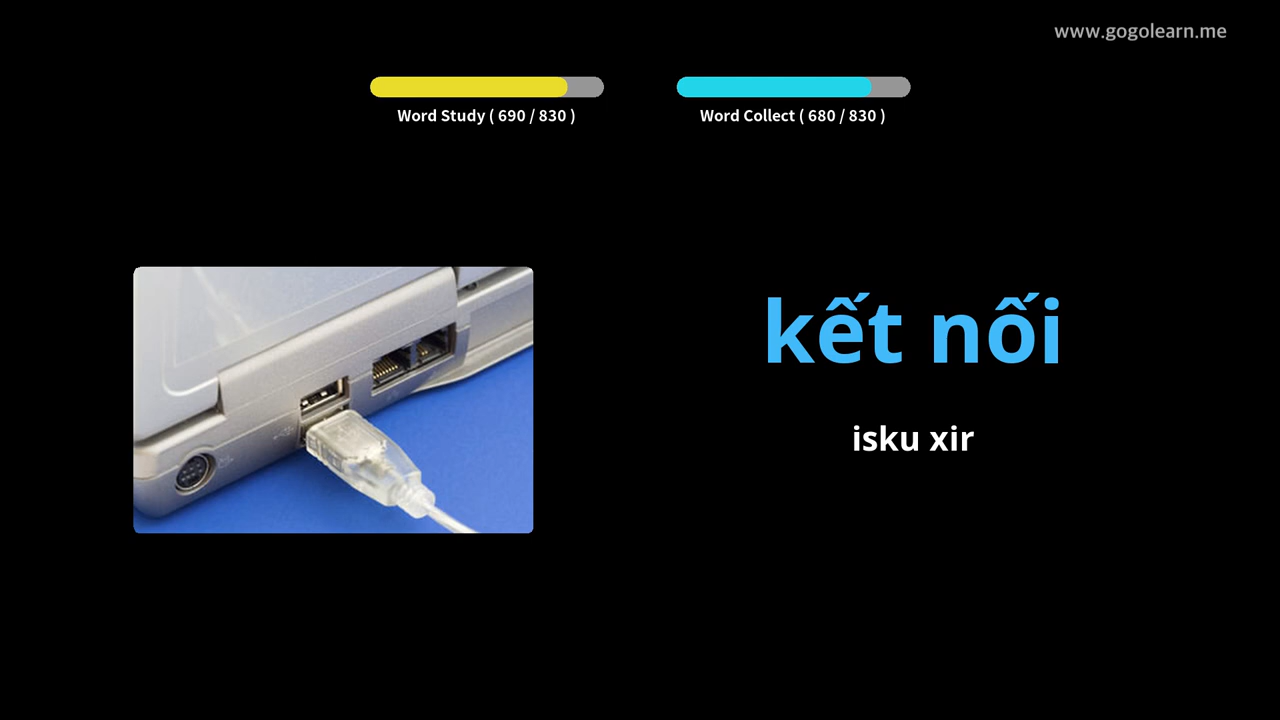 www.gogolearn.me
Word Study ( 690 / 830 )
Word Collect ( 680 / 830 )
kết nối
isku xir